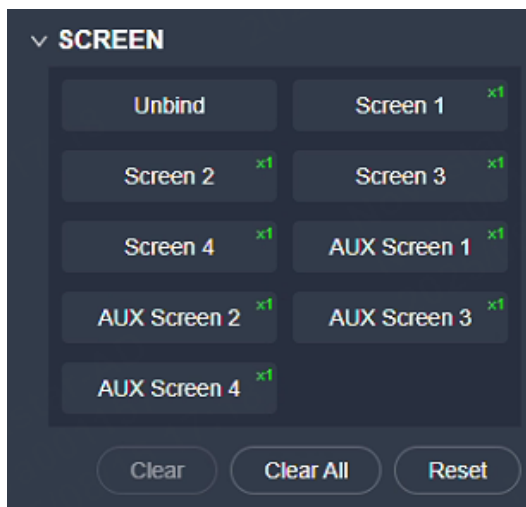 SCREEN
Unbind
Screen 1 x1
Screen 2 x1
Screen 3 x1
Screen 4 x1
AUX Screen 1 x1
AUX Screen 2 x1
AUX Screen 3 x1
AUX Screen 4 x1
Clear
Clear All
Reset